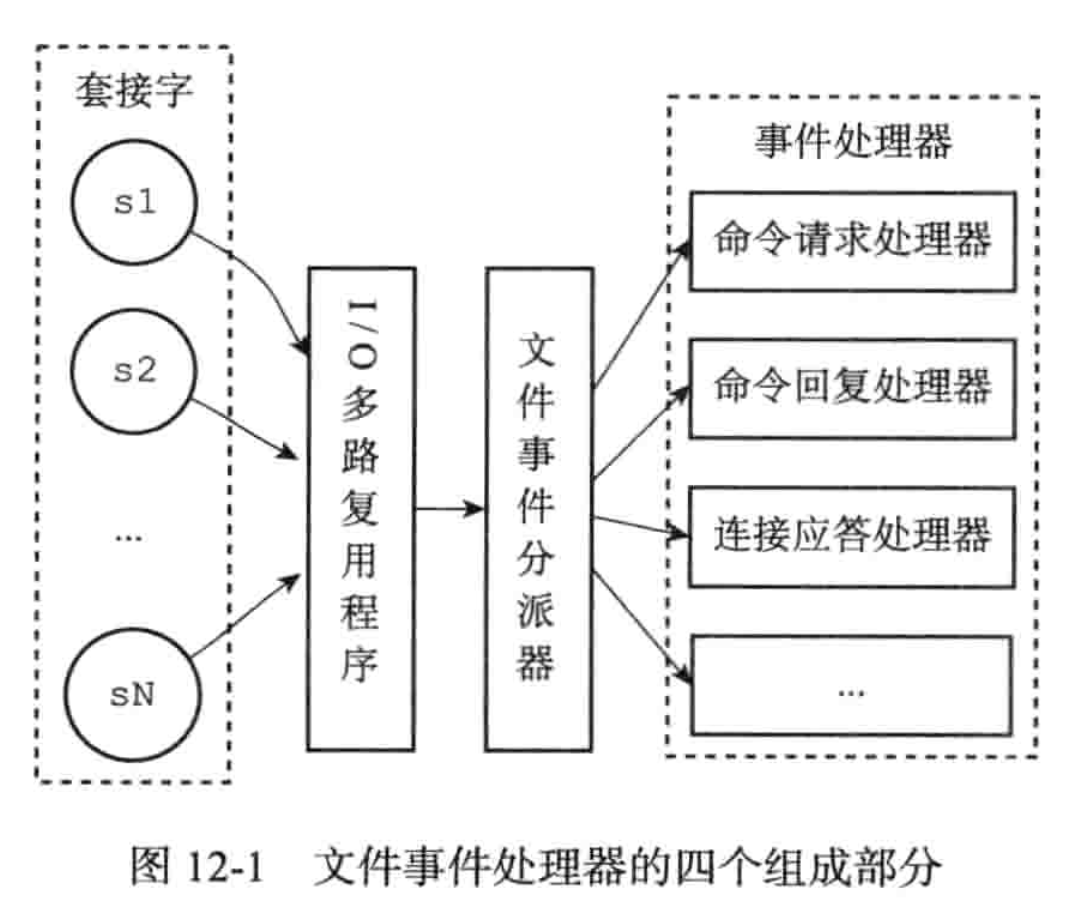 套接字
s1
s2
...
sN
I/O多路复用程序
文件事件分派器
事件处理器
命令请求处理器
命令回复处理器
连接应答处理器
...
图 12-1 文件事件处理器的四个组成部分